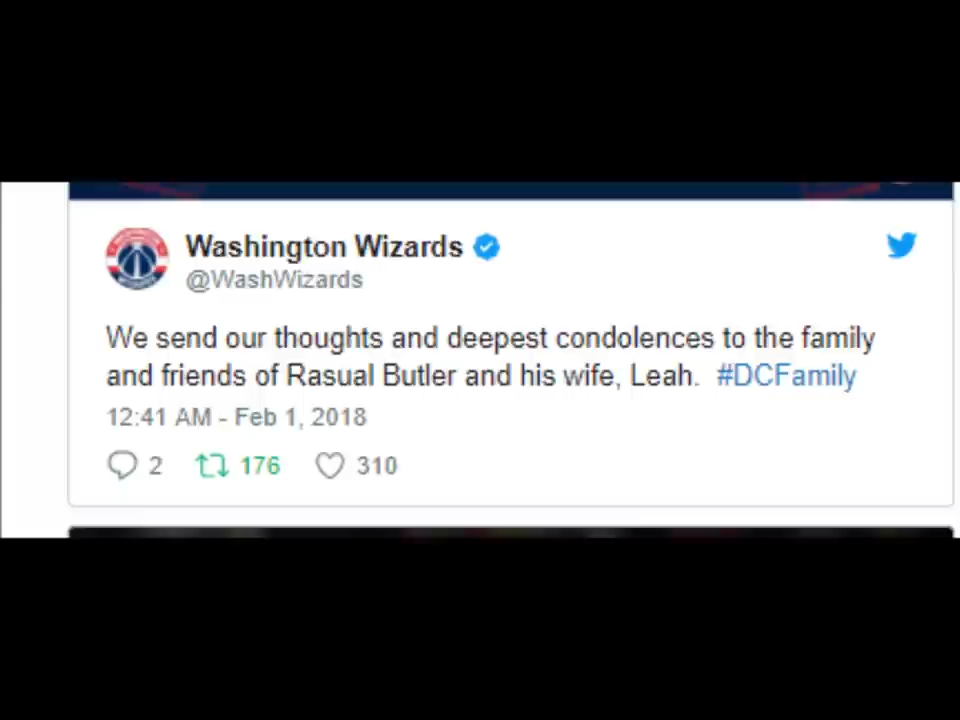 Washington Wizards
@WashWizards
We send our thoughts and deepest condolences to the family
and friends of Rasual Butler and his wife, Leah. #DCFamily
12:41 AM - Feb 1, 2018
2 176 310